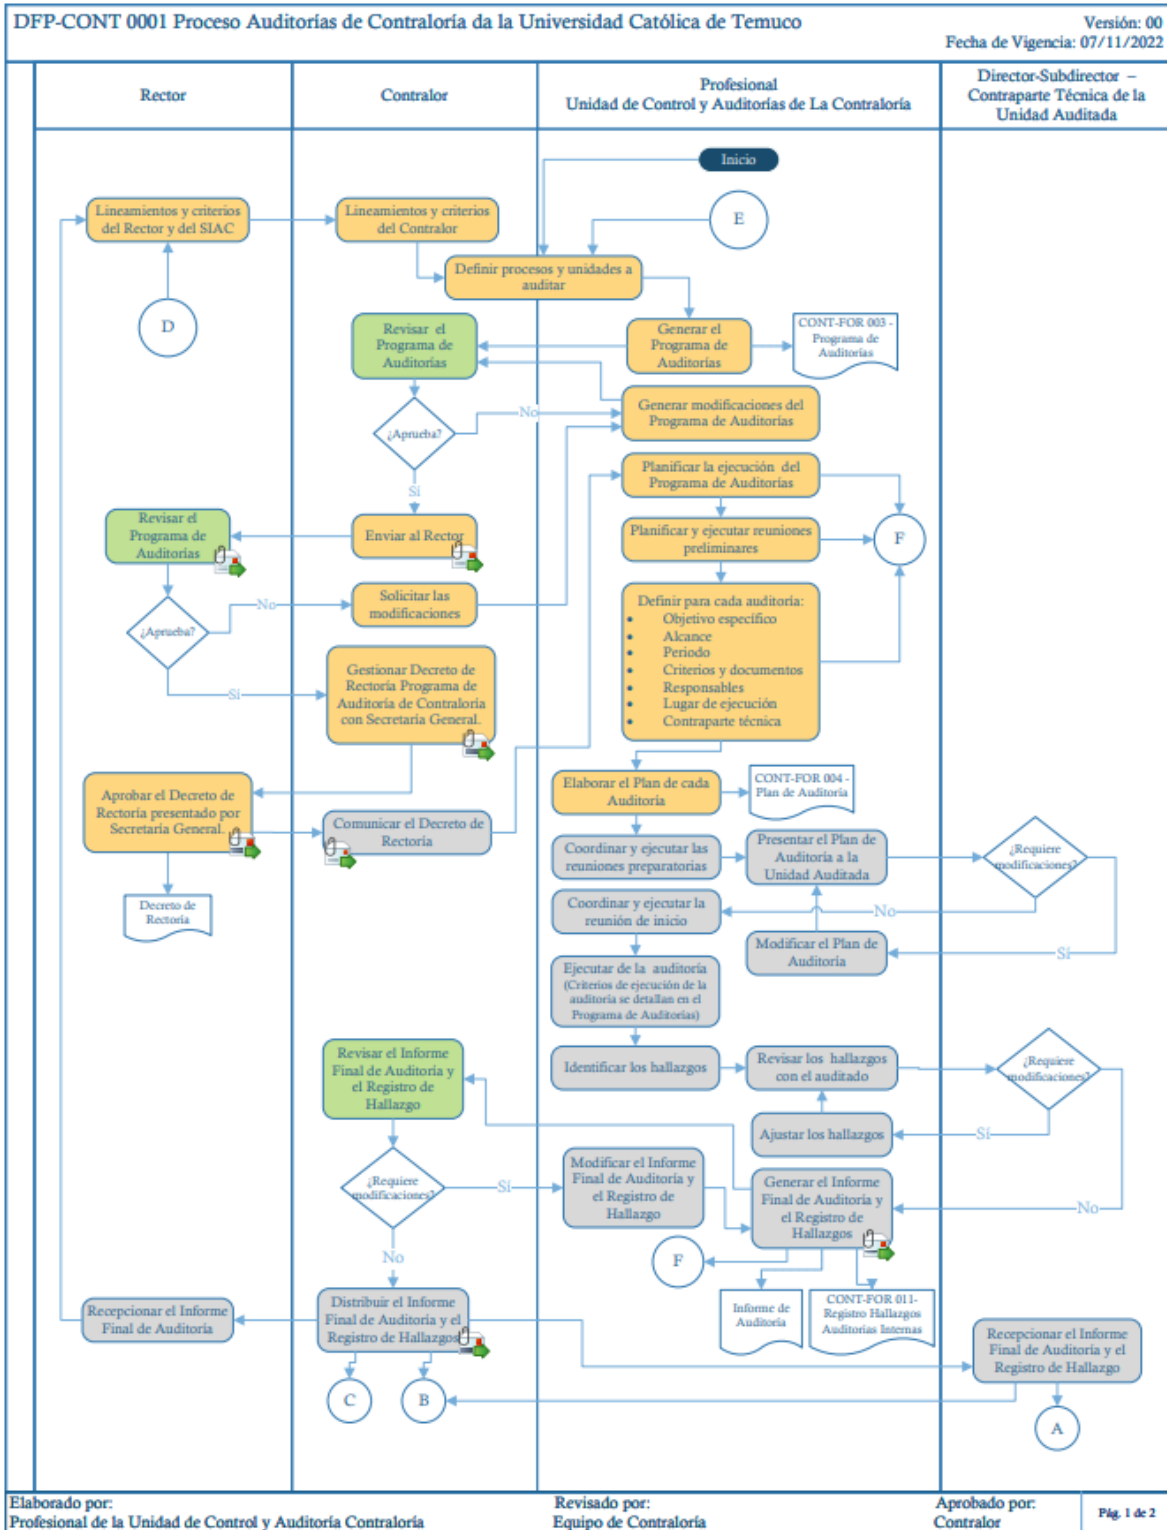 DFP-CONT 0001 Proceso Auditorías de Contraloría da la Universidad Católica de Temuco
Versión: 00
Fecha de Vigencia: 07/11/2022
Rector
Contralor
Profesional
Unidad de Control y Auditorías de La Contraloría
Director-Subdirector –
Contraparte Técnica de la
Unidad Auditada
Inicio
Lineamientos y criterios
del Rector y del SIAC
Lineamientos y criterios
del Contralor
E
Definir procesos y unidades a
auditar
D
Revisar el
Programa de
Auditorías
Generar el
Programa de
Auditorías
CONT-FOR 003 -
Programa de
Auditorías
Generar modificaciones del
Programa de Auditorías
¿Aprueba?
No
Sí
Planificar la ejecución del
Programa de Auditorías
Revisar el
Programa de
Auditorías
Enviar al Rector
Planificar y ejecutar reuniones
preliminares
F
¿Aprueba?
No
Solicitar las
modificaciones
Definir para cada auditoría:
• Objetivo específico
• Alcance
• Periodo
• Criterios y documentos
• Responsables
• Lugar de ejecución
• Contraparte técnica
Sí
Gestionar Decreto de
Rectoría Programa de
Auditoría de Contraloría
con Secretaría General.
Aprobar el Decreto de
Rectoría presentado por
Secretaría General.
Comunicar el Decreto de
Rectoría
Elaborar el Plan de cada
Auditoría
CONT-FOR 004 -
Plan de Auditoría
Coordinar y ejecutar las
reuniones preparatorias
Presentar el Plan de
Auditoría a la
Unidad Auditada
¿Requiere
modificaciones?
Decreto de
Rectoría
Coordinar y ejecutar la
reunión de inicio
No
Modificar el Plan de
Auditoría
Sí
Ejecutar de la auditoría
(Criterios de ejecución de la
auditoría se detallan en el
Programa de Auditorías)
Revisar el Informe
Final de Auditoría y
el Registro de
Hallazgo
Identificar los hallazgos
Revisar los hallazgos
con el auditado
¿Requiere
modificaciones?
Ajustar los hallazgos
Sí
¿Requiere
modificaciones?
Sí
Modificar el Informe
Final de Auditoría y
el Registro de
Hallazgo
Generar el Informe
Final de Auditoría y
el Registro de
Hallazgos
No
No
F
Recepcionar el Informe
Final de Auditoría
Distribuir el Informe
Final de Auditoría y el
Registro de Hallazgos
Informe de
Auditoría
CONT-FOR 011-
Registro Hallazgos
Auditorias Internas
Recepcionar el Informe
Final de Auditoría y el
Registro de Hallazgo
C
B
A
Elaborado por:
Profesional de la Unidad de Control y Auditoría Contraloría
Revisado por:
Equipo de Contraloría
Aprobado por:
Contralor
Pág. 1 de 2